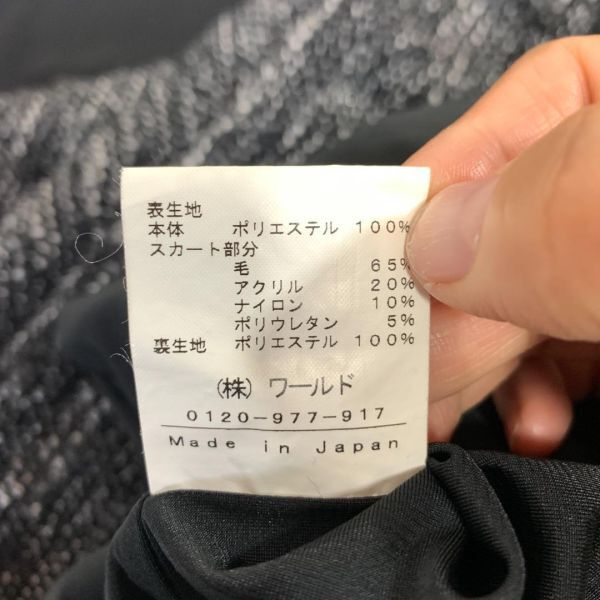 表生地
本体 ポリエステル 100%
スカート部分
毛 65%
アクリル 20%
ナイロン 10%
ポリウレタン 5%
裏生地 ポリエステル 100%
(株) ワールド
0120-977-917
Made in Japan